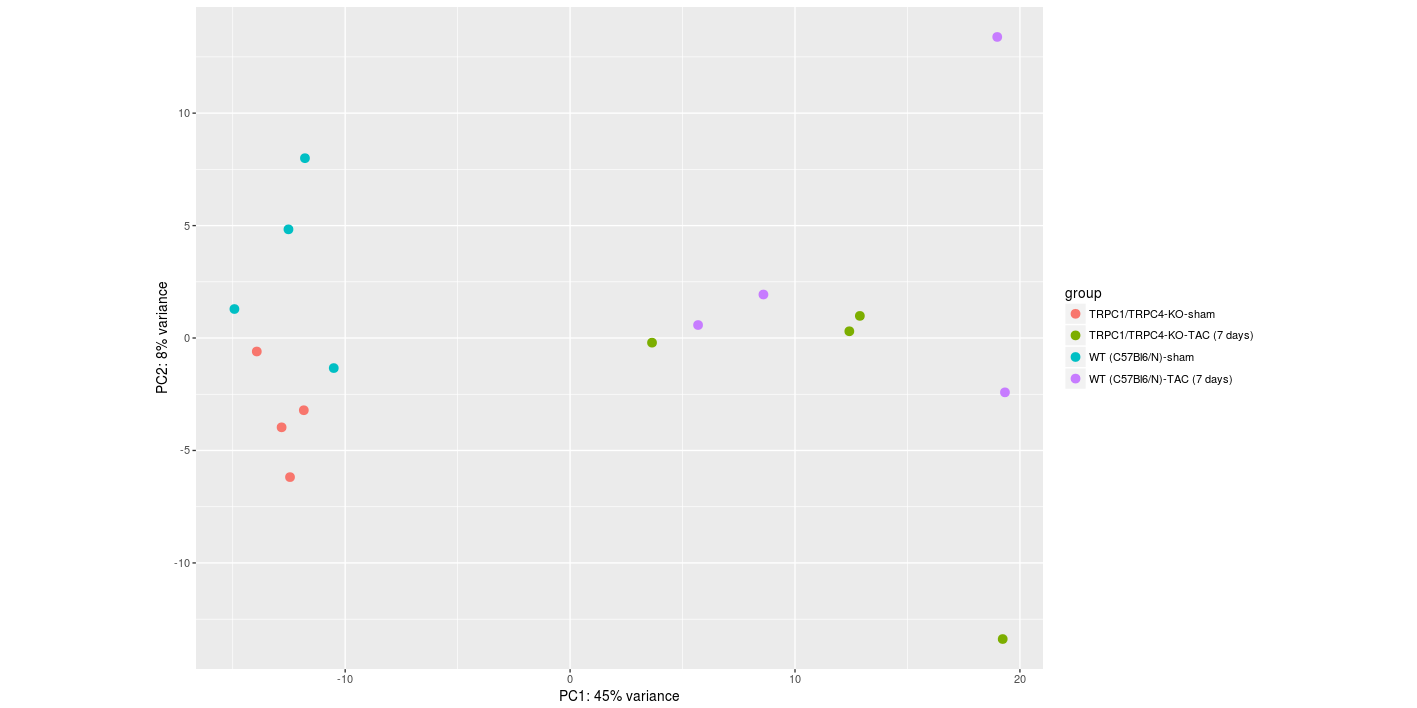 10
5
0
-5
-10
PC2: 8% variance
-10
0
10
20
PC1: 45% variance
group
TRPC1/TRPC4-KO-sham
TRPC1/TRPC4-KO-TAC (7 days)
WT (C57Bl6/N)-sham
WT (C57Bl6/N)-TAC (7 days)